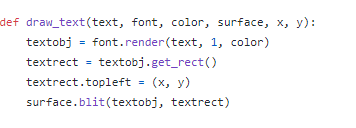 def draw_text(text, font, color, surface, x, y):
    textobj = font.render(text, 1, color)
    textrect = textobj.get_rect()
    textrect.topleft = (x, y)
    surface.blit(textobj, textrect)